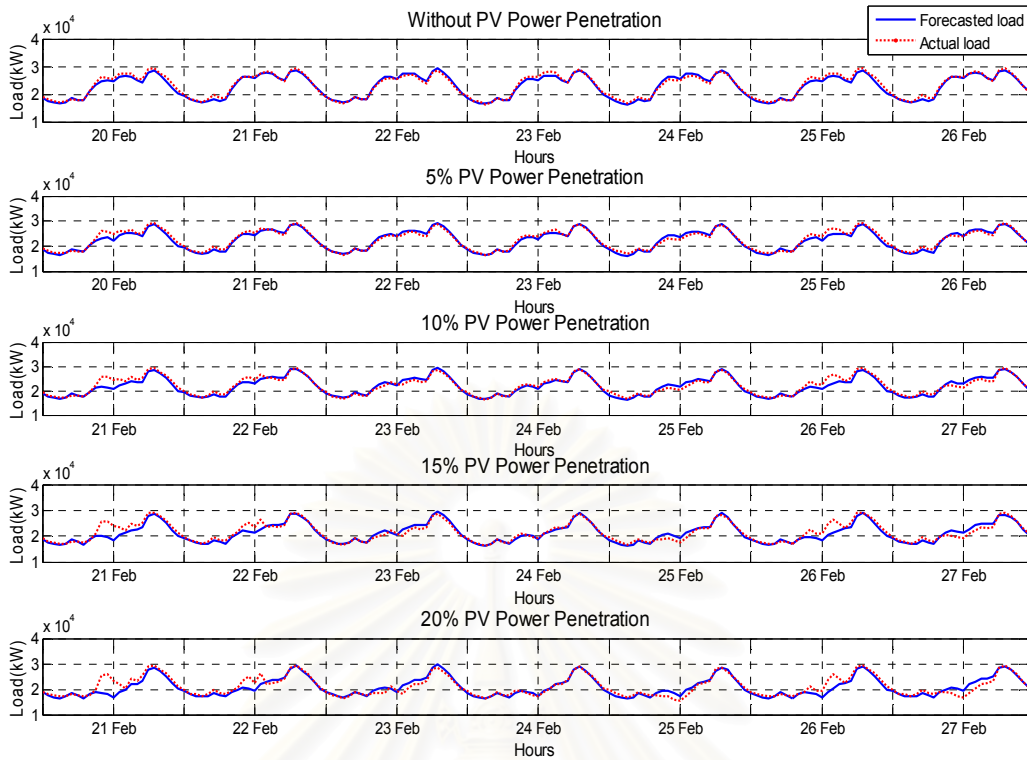 Without PV Power Penetration
Forecasted load
Actual load
x 10^4
Load(kW)
4
3
2
1
20 Feb 21 Feb 22 Feb 23 Feb 24 Feb 25 Feb 26 Feb
Hours
5% PV Power Penetration
x 10^4
Load(kW)
4
3
2
1
20 Feb 21 Feb 22 Feb 23 Feb 24 Feb 25 Feb 26 Feb
Hours
10% PV Power Penetration
x 10^4
Load(kW)
4
3
2
1
21 Feb 22 Feb 23 Feb 24 Feb 25 Feb 26 Feb 27 Feb
Hours
15% PV Power Penetration
x 10^4
Load(kW)
4
3
2
1
21 Feb 22 Feb 23 Feb 24 Feb 25 Feb 26 Feb 27 Feb
Hours
20% PV Power Penetration
x 10^4
Load(kW)
4
3
2
1
21 Feb 22 Feb 23 Feb 24 Feb 25 Feb 26 Feb 27 Feb
Hours